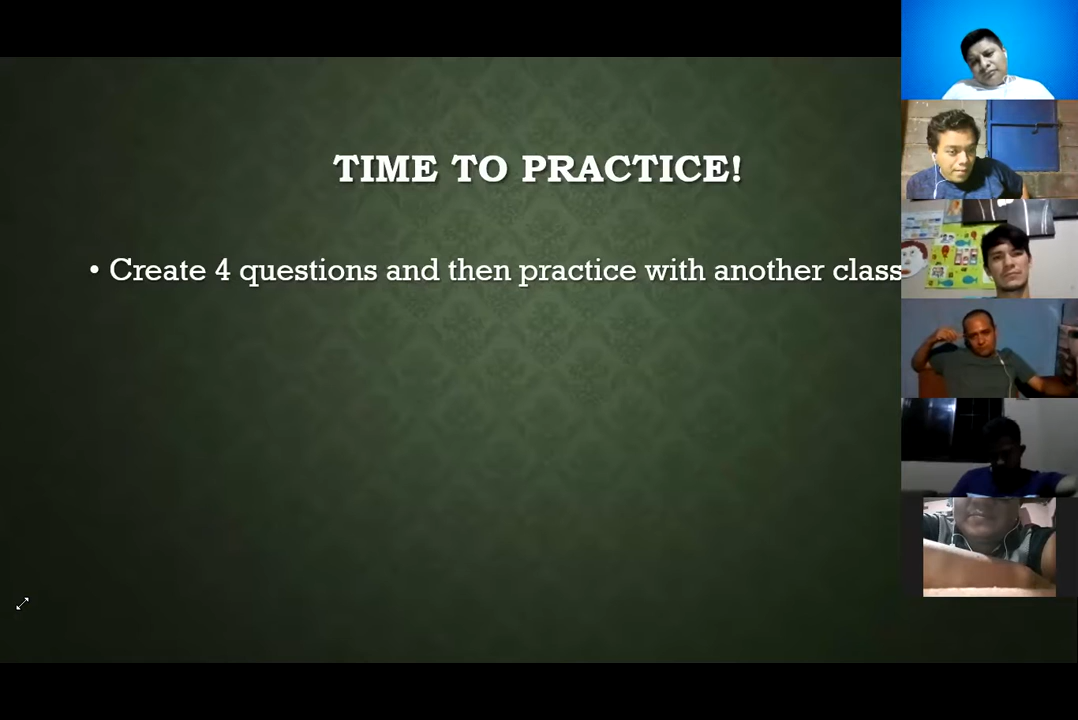 TIME TO PRACTICE!
• Create 4 questions and then practice with another class